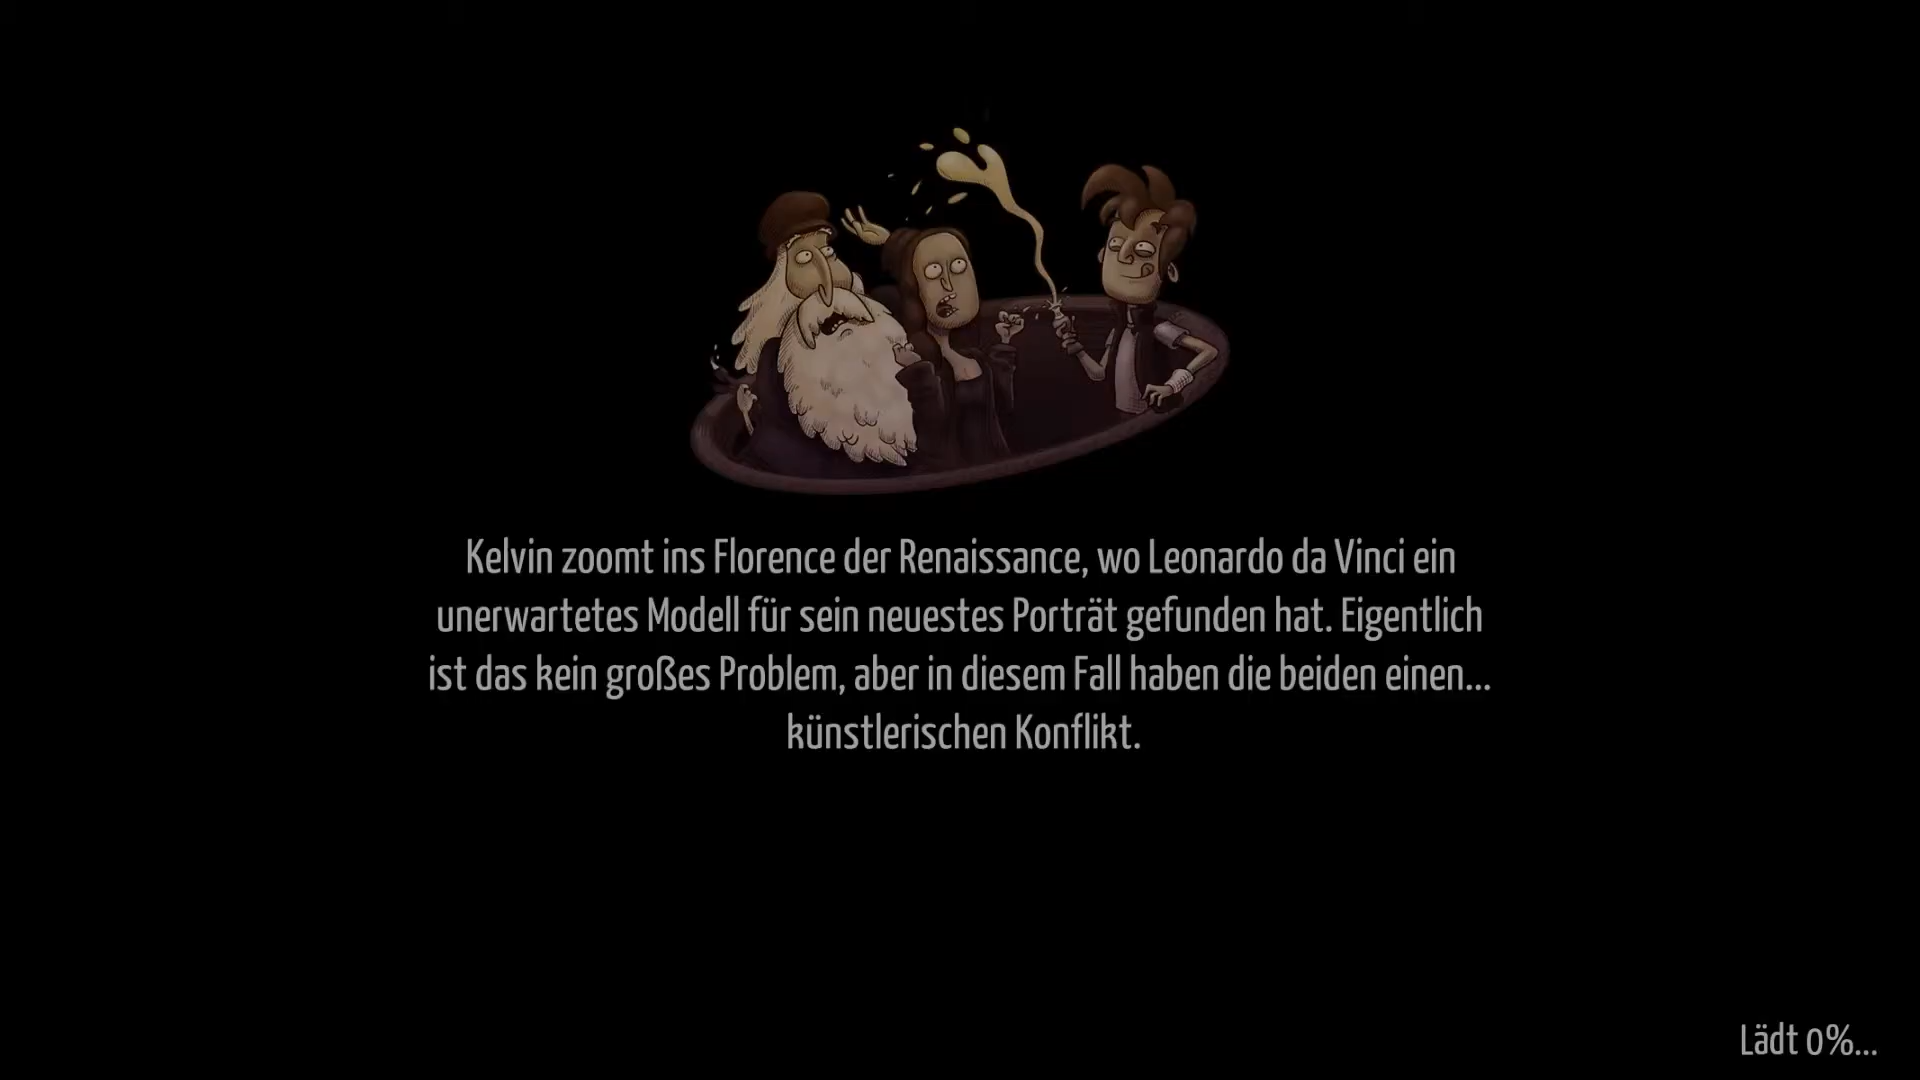 Kelvin zoomt ins Florence der Renaissance, wo Leonardo da Vinci ein
unerwartetes Modell für sein neuestes Porträt gefunden hat. Eigentlich
ist das kein großes Problem, aber in diesem Fall haben die beiden einen...
künstlerischen Konflikt.
Lädt 0%...